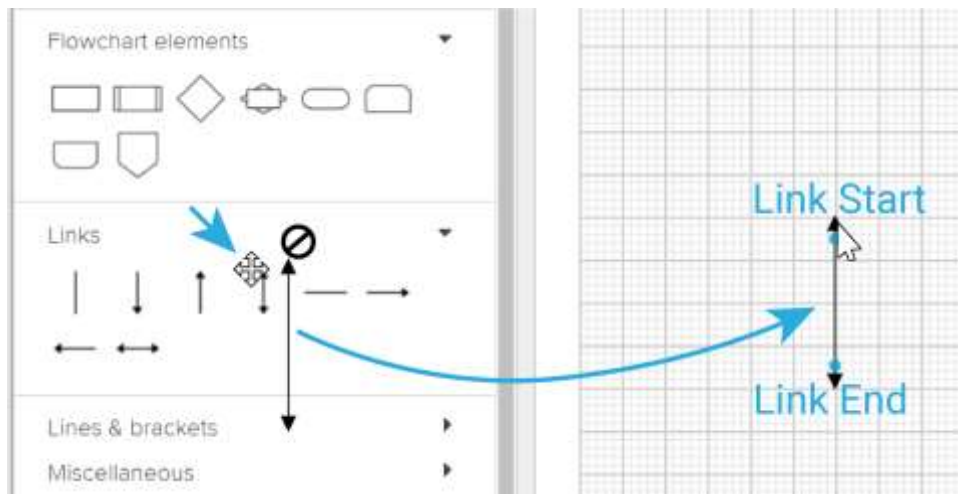 Flowchart elements
Links
Lines & brackets
Miscellaneous
Link Start
Link End